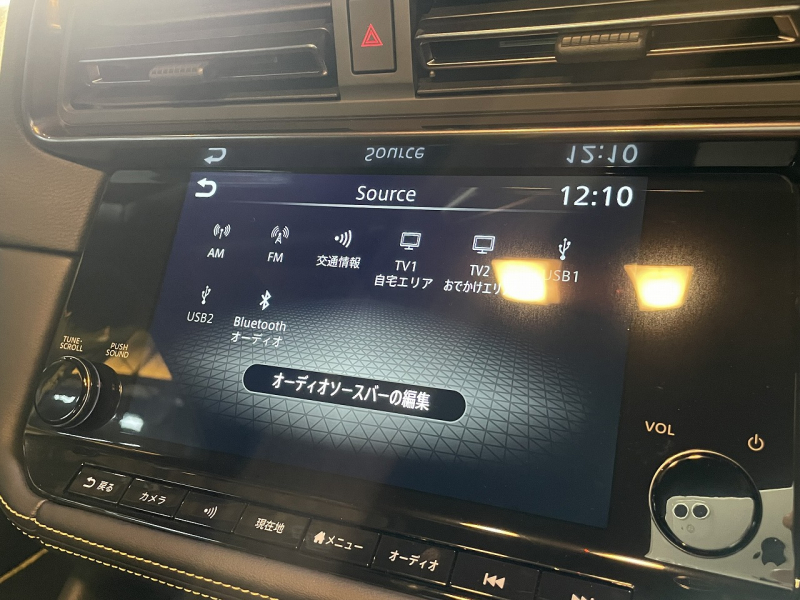 Source
12:10
Source
12:10
AM
FM
交通情報
TV1
自宅エリア
TV2
おでかけエリ
USB1
USB2
Bluetooth
オーディオ
オーディオソースバーの編集
TUNE・
SCROLL
PUSH
SOUND
VOL
戻る
カメラ
現在地
メニュー
オーディオ